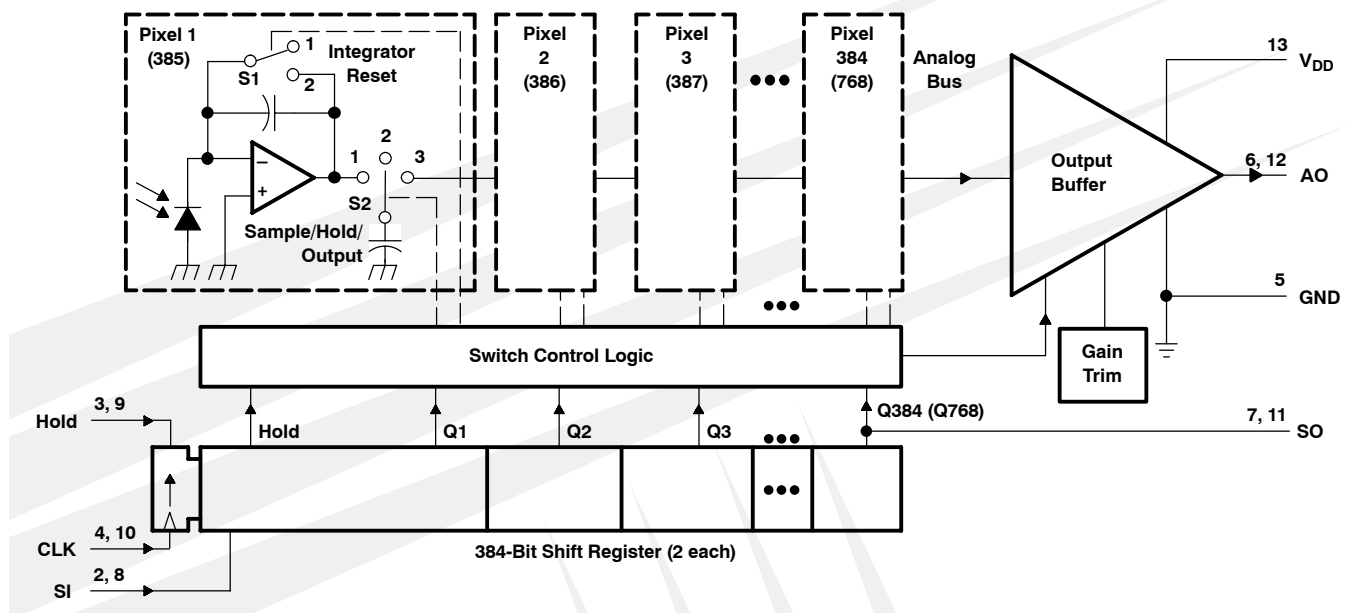 Pixel 1
(385)
1
Integrator
Reset
S1
2
–
+
1
2
3
S2
Sample/Hold/
Output
Pixel
2
(386)
Pixel
3
(387)
Pixel
384
(768)
Analog
Bus
Output
Buffer
13
VDD
6, 12
AO
5
GND
Gain
Trim
Switch Control Logic
Hold
3, 9
Hold
Q1
Q2
Q3
Q384 (Q768)
7, 11
SO
CLK
4, 10
SI
2, 8
384-Bit Shift Register (2 each)